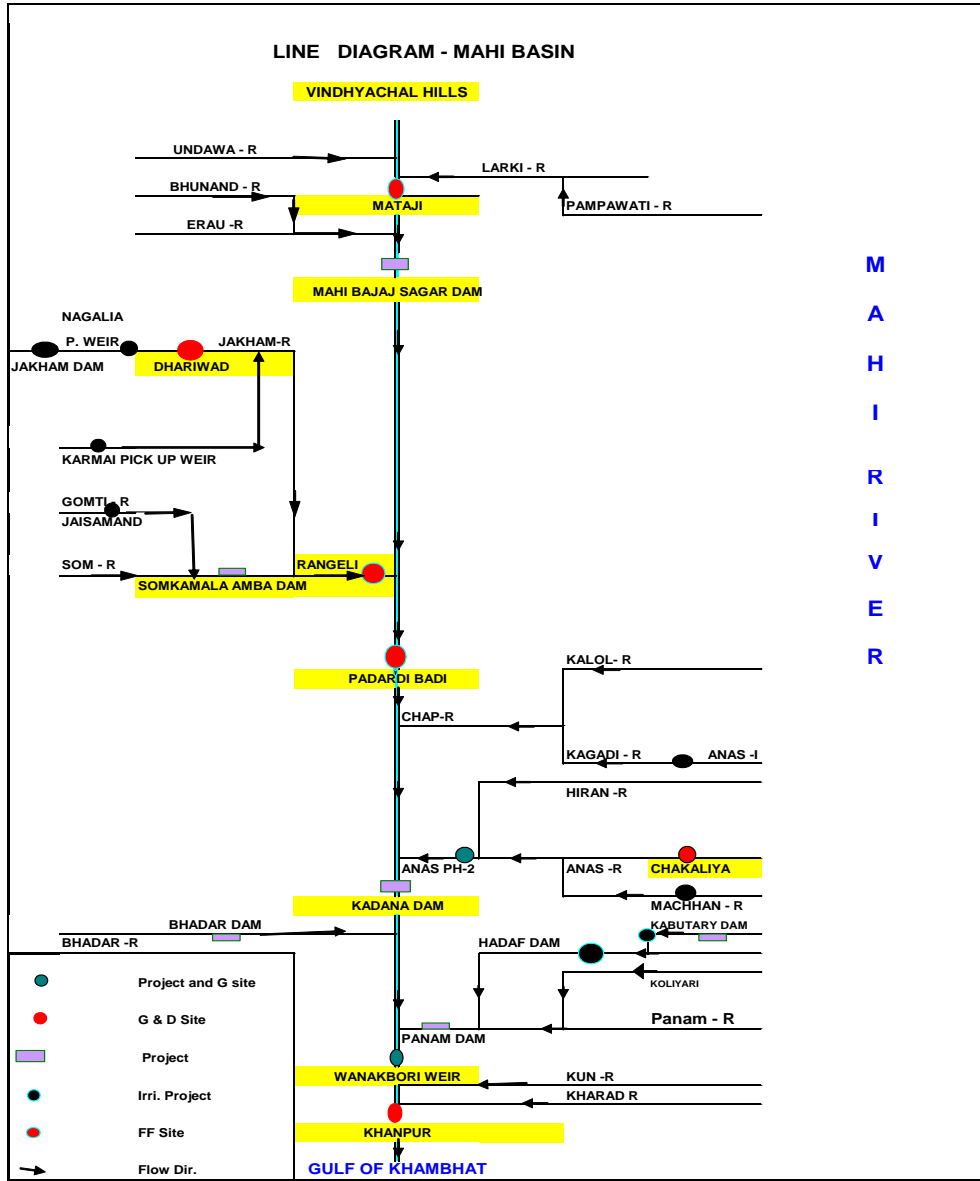 LINE DIAGRAM - MAHI BASIN
VINDHYACHAL HILLS
UNDAWA - R
LARKI - R
BHUNAND - R
MATAJI
PAMPAWATI - R
ERAU -R
MAHI BAJAJ SAGAR DAM
NAGALIA
P. WEIR
JAKHAM-R
JAKHAM DAM
DHARIWAD
KARMAI PICK UP WEIR
GOMTI - R
JAISAMAND
SOM - R
RANGELI
SOMKAMALA AMBA DAM
MAHI RIVER
KALOL- R
PADARDI BADI
CHAP-R
KAGADI - R
ANAS -I
HIRAN -R
ANAS PH-2
ANAS -R
CHAKALIYA
KADANA DAM
MACHHAN - R
BHADAR DAM
KABUTARY DAM
BHADAR -R
HADAF DAM
KOLIYARI
Panam - R
PANAM DAM
WANAKBORI WEIR
KUN -R
KHARAD R
KHANPUR
GULF OF KHAMBHAT
Project and G site
G & D Site
Project
Irri. Project
FF Site
Flow Dir.